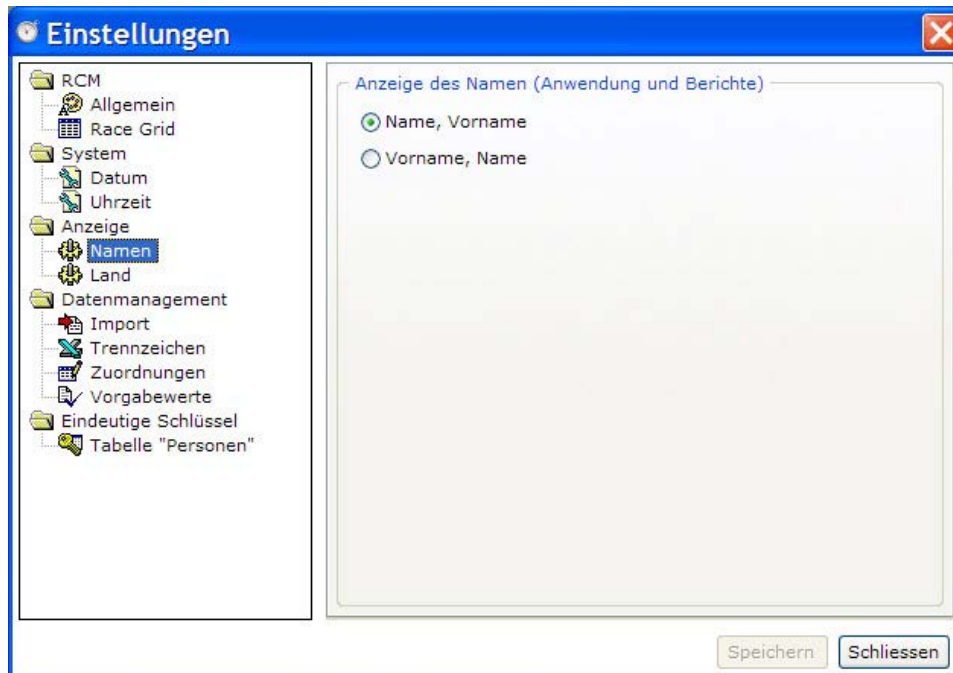 Einstellungen
RCM
Allgemein
Race Grid
System
Datum
Uhrzeit
Anzeige
Namen
Land
Datenmanagement
Import
Trennzeichen
Zuordnungen
Vorgabewerte
Eindeutige Schlüssel
Tabelle "Personen"
Anzeige des Namen (Anwendung und Berichte)
Name, Vorname
Vorname, Name
Speichern
Schliessen